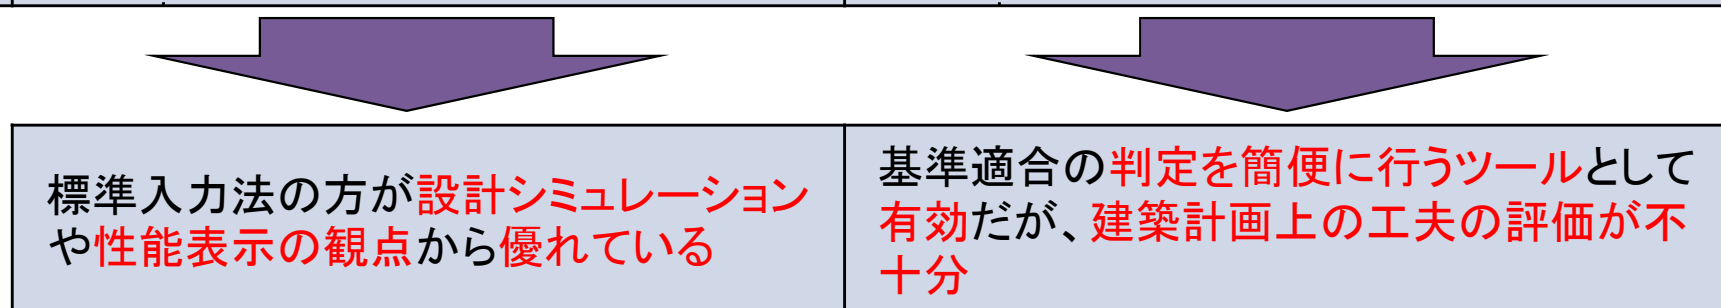 標準入力法の方が設計シミュレーション
や性能表示の観点から優れている
基準適合の判定を簡便に行うツールとして
有効だが、建築計画上の工夫の評価が不
十分